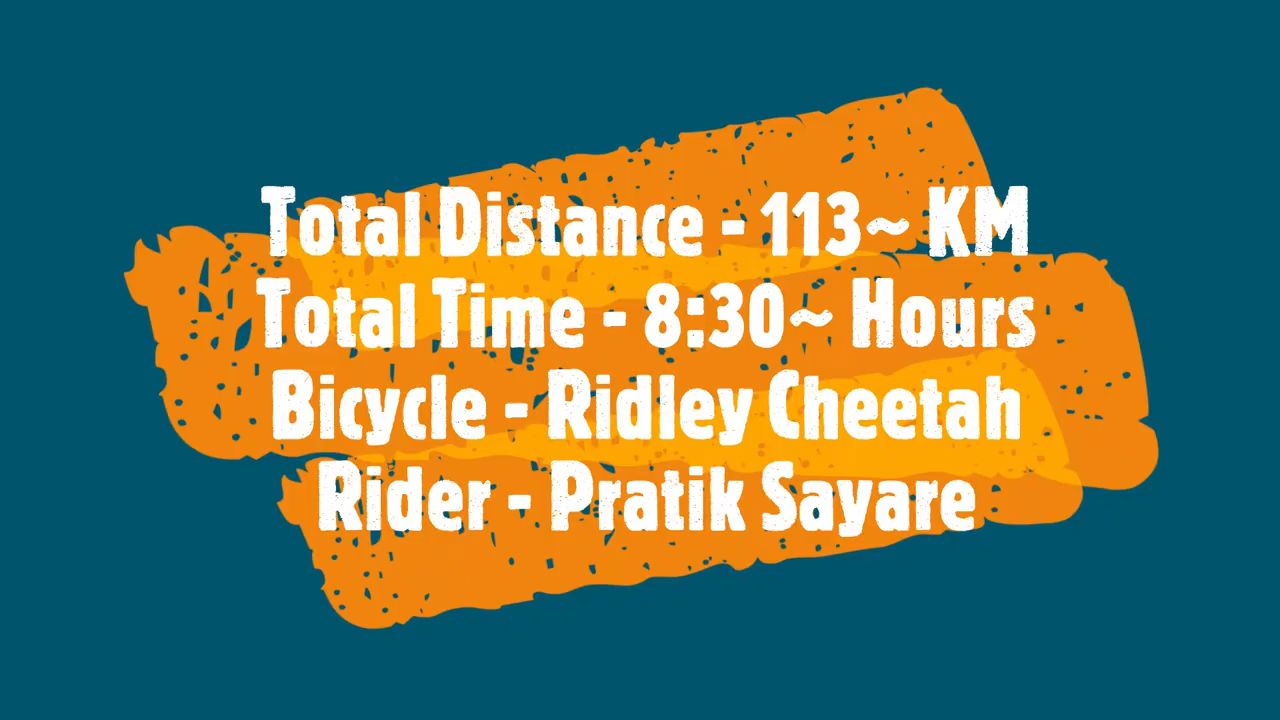 Total Distance - 113~ KM
Total Time - 8:30~ Hours
Bicycle - Ridley Cheetah
Rider - Pratik Sayare